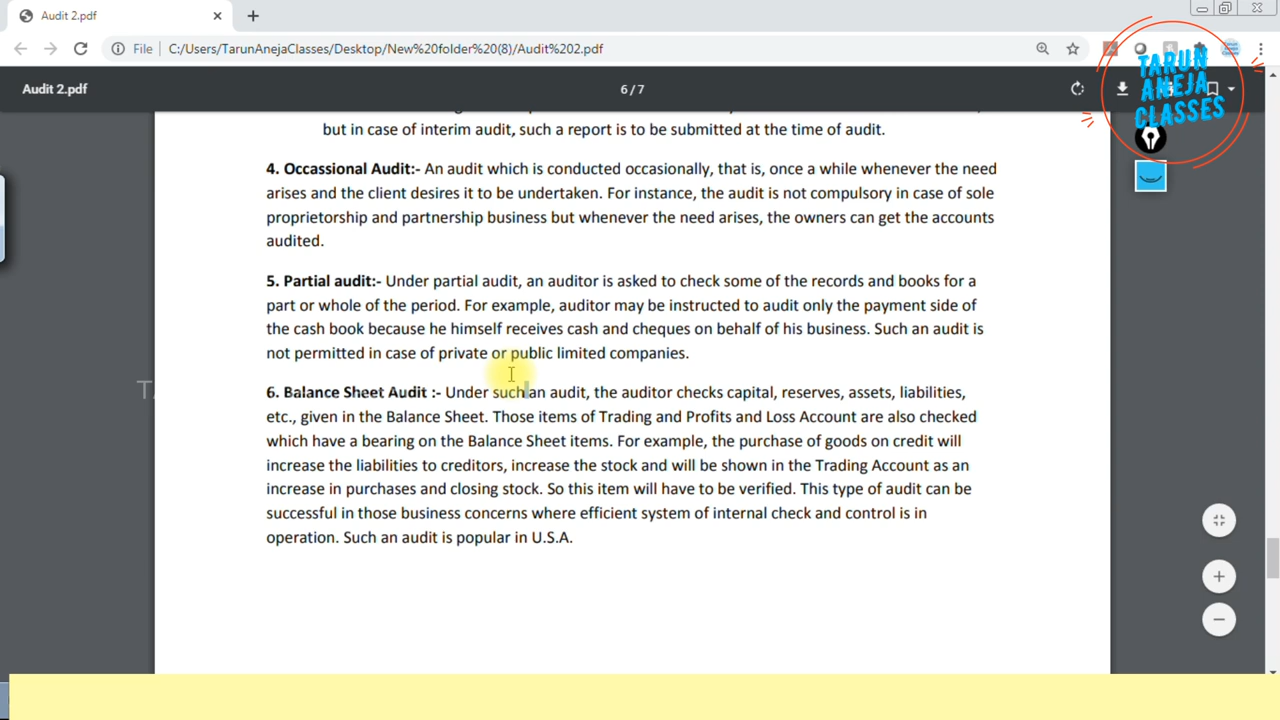 Audit 2.pdf
File
C:/Users/TarunAnejaClasses/Desktop/New%20folder%20(8)/Audit%202.pdf
Audit 2.pdf
6 / 7
TARUN
ANEJA
CLASSES
but in case of interim audit, such a report is to be submitted at the time of audit.
4. Occassional Audit:- An audit which is conducted occasionally, that is, once a while whenever the need
arises and the client desires it to be undertaken. For instance, the audit is not compulsory in case of sole
proprietorship and partnership business but whenever the need arises, the owners can get the accounts
audited.
5. Partial audit:- Under partial audit, an auditor is asked to check some of the records and books for a
part or whole of the period. For example, auditor may be instructed to audit only the payment side of
the cash book because he himself receives cash and cheques on behalf of his business. Such an audit is
not permitted in case of private or public limited companies.
6. Balance Sheet Audit :- Under such an audit, the auditor checks capital, reserves, assets, liabilities,
etc., given in the Balance Sheet. Those items of Trading and Profits and Loss Account are also checked
which have a bearing on the Balance Sheet items. For example, the purchase of goods on credit will
increase the liabilities to creditors, increase the stock and will be shown in the Trading Account as an
increase in purchases and closing stock. So this item will have to be verified. This type of audit can be
successful in those business concerns where efficient system of internal check and control is in
operation. Such an audit is popular in U.S.A.